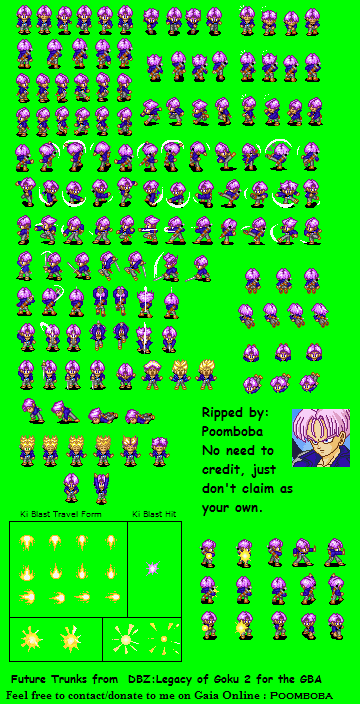 Ripped by:
Poomboba
No need to
credit, just
don't claim as
your own.
Ki Blast Travel Form
Ki Blast Hit
Future Trunks from DBZ:Legacy of Goku 2 for the GBA
Feel free to contact/donate to me on Gaia Online : POOMBOBA